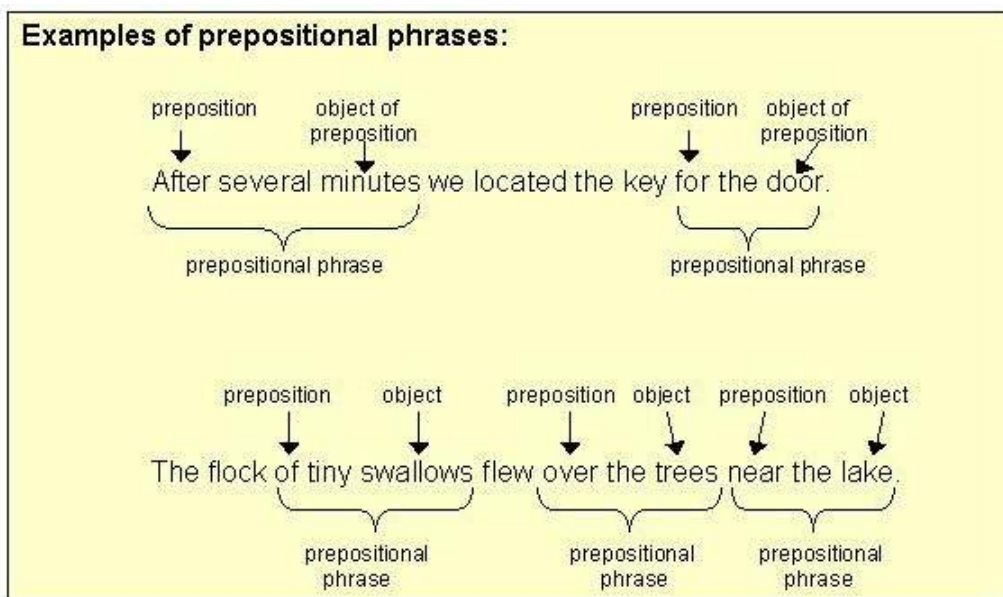 Examples of prepositional phrases:
preposition object of preposition object of
preposition preposition
After several minutes we located the key for the door.
prepositional phrase prepositional phrase
preposition object preposition object preposition object
The flock of tiny swallows flew over the trees near the lake.
prepositional prepositional prepositional
phrase phrase phrase